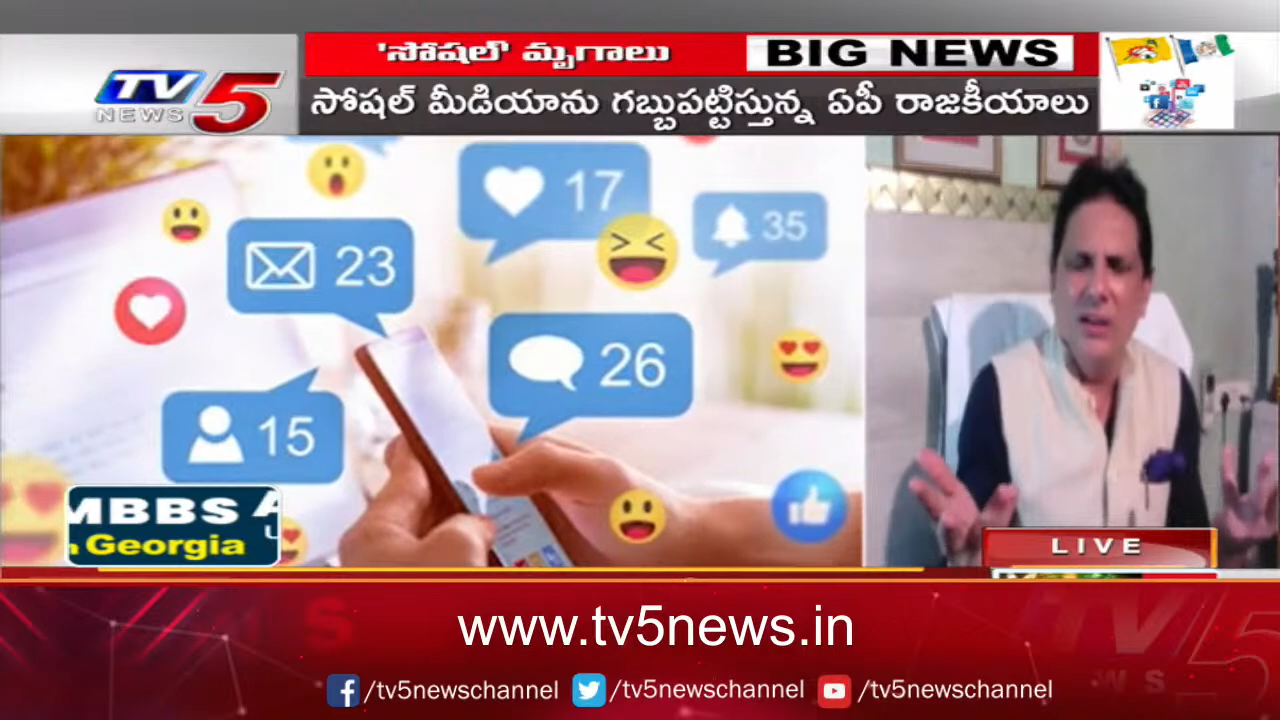 'సోషల్' మృగాలు
BIG NEWS
TV5
NEWS
సోషల్ మీడియాను గబ్బుపట్టిస్తున్న ఏపీ రాజకీయాలు
17
35
23
26
15
MBBS
Georgia
LIVE
www.tv5news.in
/tv5newschannel
/tv5newschannel
/tv5newschannel